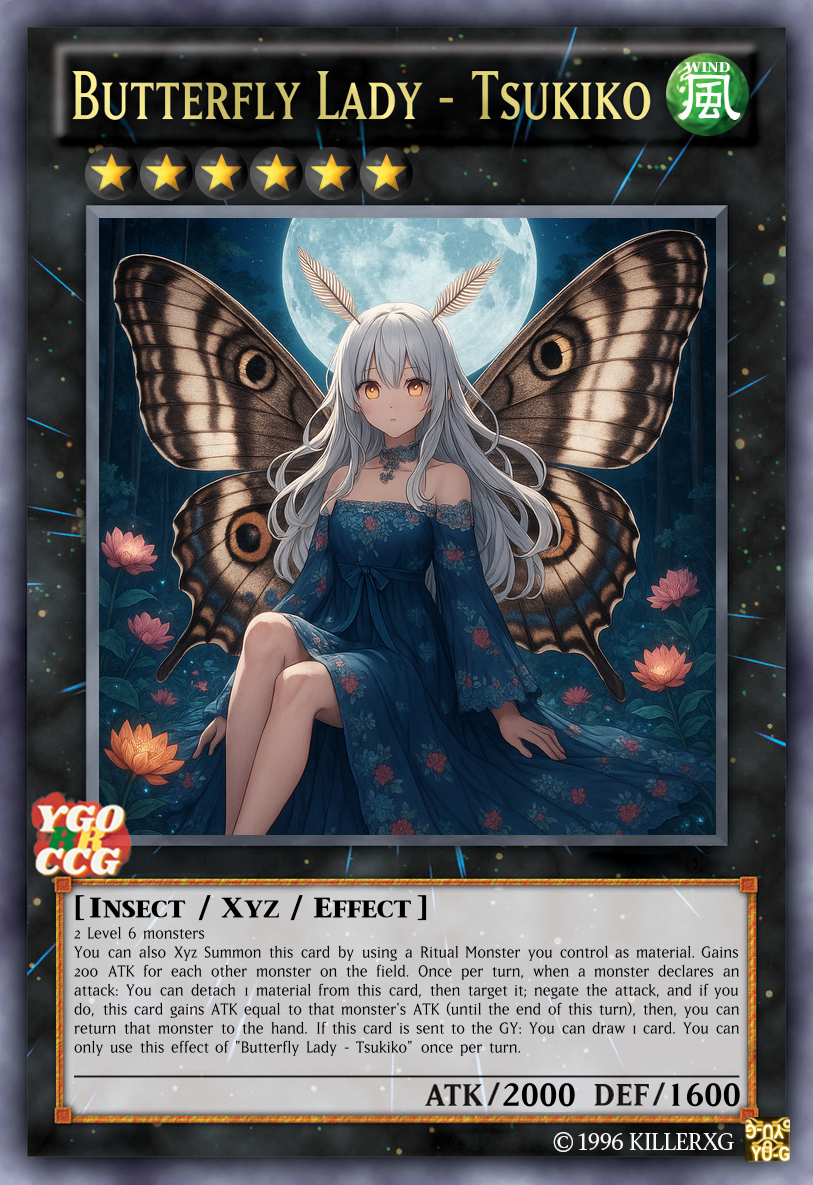 Butterfly Lady - Tsukiko
WIND
風
YGO
CCG
[ Insect / Xyz / Effect ]
2 Level 6 monsters
You can also Xyz Summon this card by using a Ritual Monster you control as material. Gains
200 ATK for each other monster on the field. Once per turn, when a monster declares an
attack: You can detach 1 material from this card, then target it; negate the attack, and if you
do, this card gains ATK equal to that monster's ATK (until the end of this turn), then, you can
return that monster to the hand. If this card is sent to the GY: You can draw 1 card. You can
only use this effect of "Butterfly Lady - Tsukiko" once per turn.
ATK/2000 DEF/1600
© 1996 KILLERXG